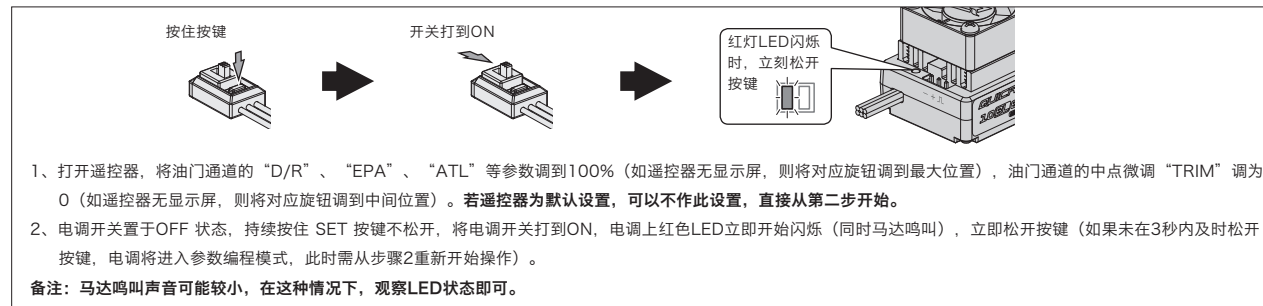 按住按键
开关打到ON
红灯LED闪烁
时，立刻松开
按键
1、打开遥控器，将油门通道的“D/R”、“EPA”、“ATL”等参数调到100%（如遥控器无显示屏，则将对应旋钮调到最大位置），油门通道的中点微调“TRIM”调为
0（如遥控器无显示屏，则将对应旋钮调到中间位置）。若遥控器为默认设置，可以不作此设置，直接从第二步开始。
2、电调开关置于OFF 状态，持续按住 SET 按键不松开，将电调开关打到ON，电调上红色LED立即开始闪烁（同时马达鸣叫），立即松开按键（如果未在3秒内及时松开
按键，电调将进入参数编程模式，此时需从步骤2重新开始操作）。
备注：马达鸣叫声音可能较小，在这种情况下，观察LED状态即可。